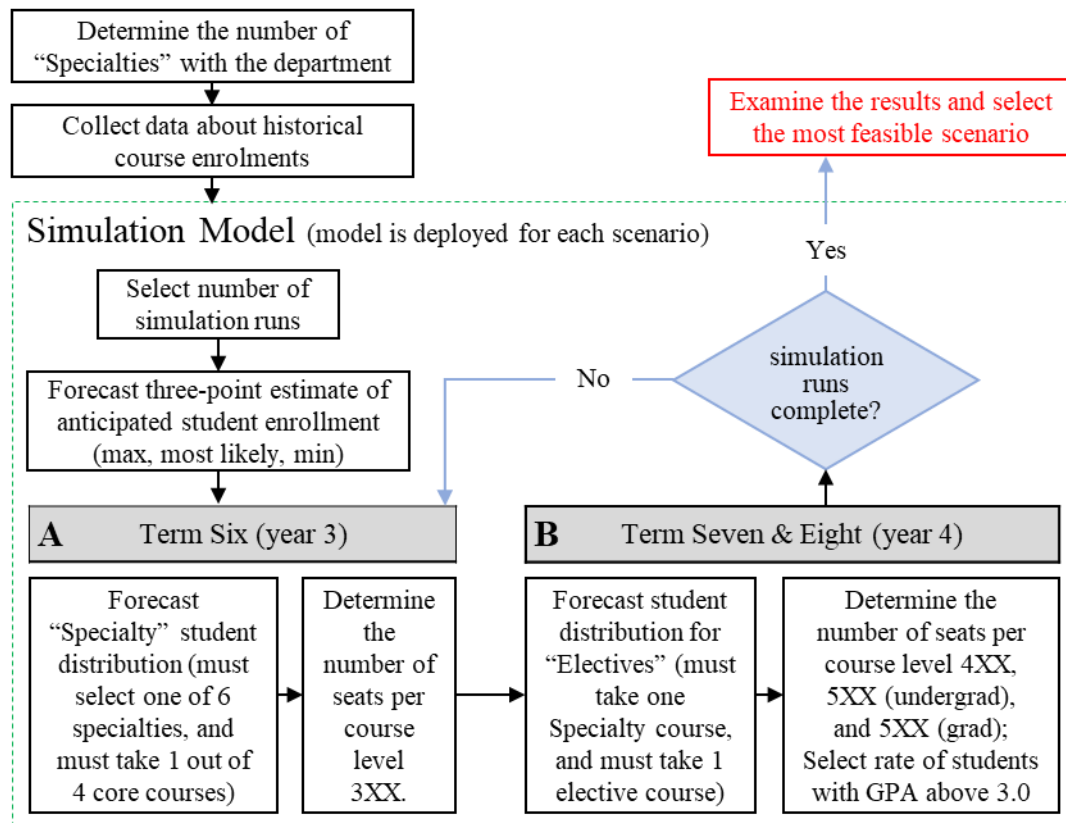 Determine the number of
“Specialties” with the department
Collect data about historical
course enrolments
Examine the results and select
the most feasible scenario
Simulation Model (model is deployed for each scenario)
Select number of
simulation runs
Forecast three-point estimate of
anticipated student enrollment
(max, most likely, min)
Yes
simulation
runs
complete?
No
A Term Six (year 3)
Forecast
“Specialty” student
distribution (must
select one of 6
specialties, and
must take 1 out of
4 core courses)
Determine
the
number of
seats per
course
level
3XX.
B Term Seven & Eight (year 4)
Forecast student
distribution for
“Electives” (must
take one
Specialty course,
and must take 1
elective course)
Determine the
number of seats per
course level 4XX,
5XX (undergrad),
and 5XX (grad);
Select rate of students
with GPA above 3.0